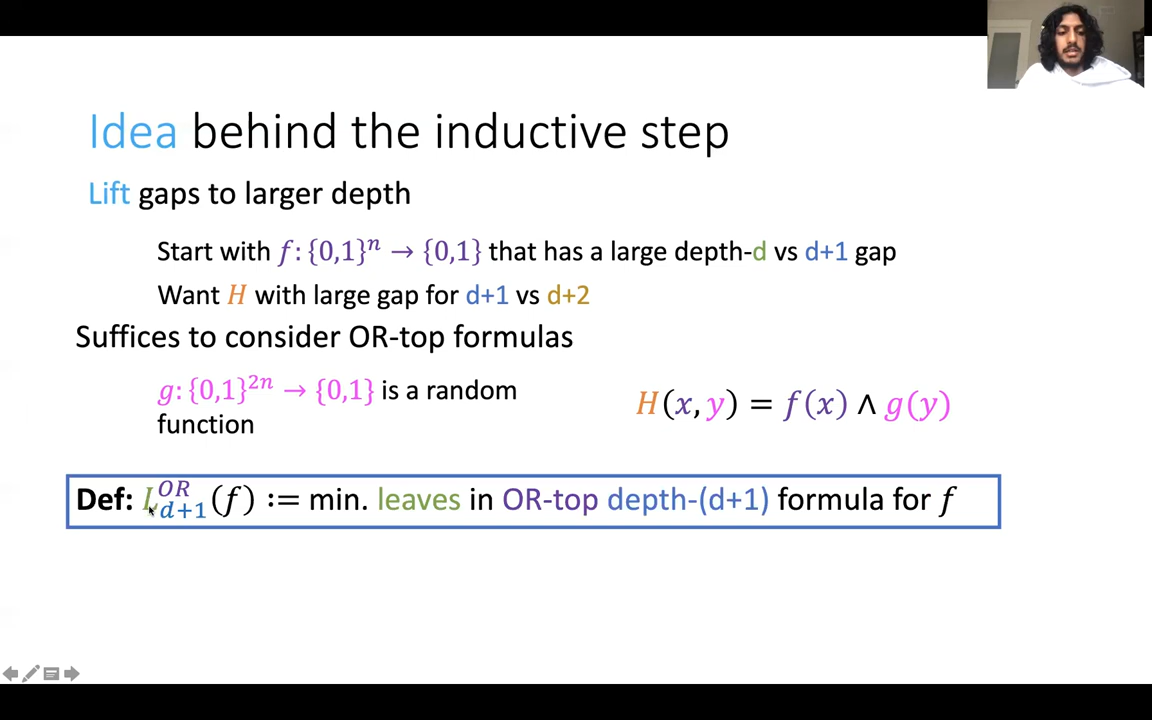 Idea behind the inductive step
Lift gaps to larger depth
Start with f: {0,1}ⁿ → {0,1} that has a large depth-d vs d+1 gap
Want H with large gap for d+1 vs d+2
Suffices to consider OR-top formulas
g: {0,1}²ⁿ → {0,1} is a random
function
H(x, y) = f(x) ∧ g(y)
Def: L^{OR}_{d+1}(f) := min. leaves in OR-top depth-(d+1) formula for f